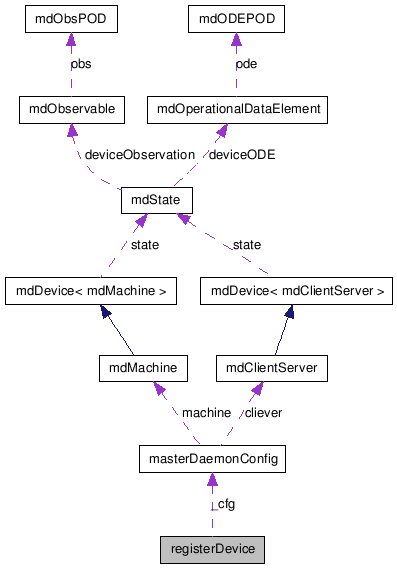 mdObsPOD
mdODEPOD
obs
ode
mdObservable
mdOperationalDataElement
deviceObservation
deviceODE
mdState
state
state
mdDevice< mdMachine >
mdDevice< mdClientServer >
mdMachine
mdClientServer
machine
cliever
masterDaemonConfig
_cfg
registerDevice